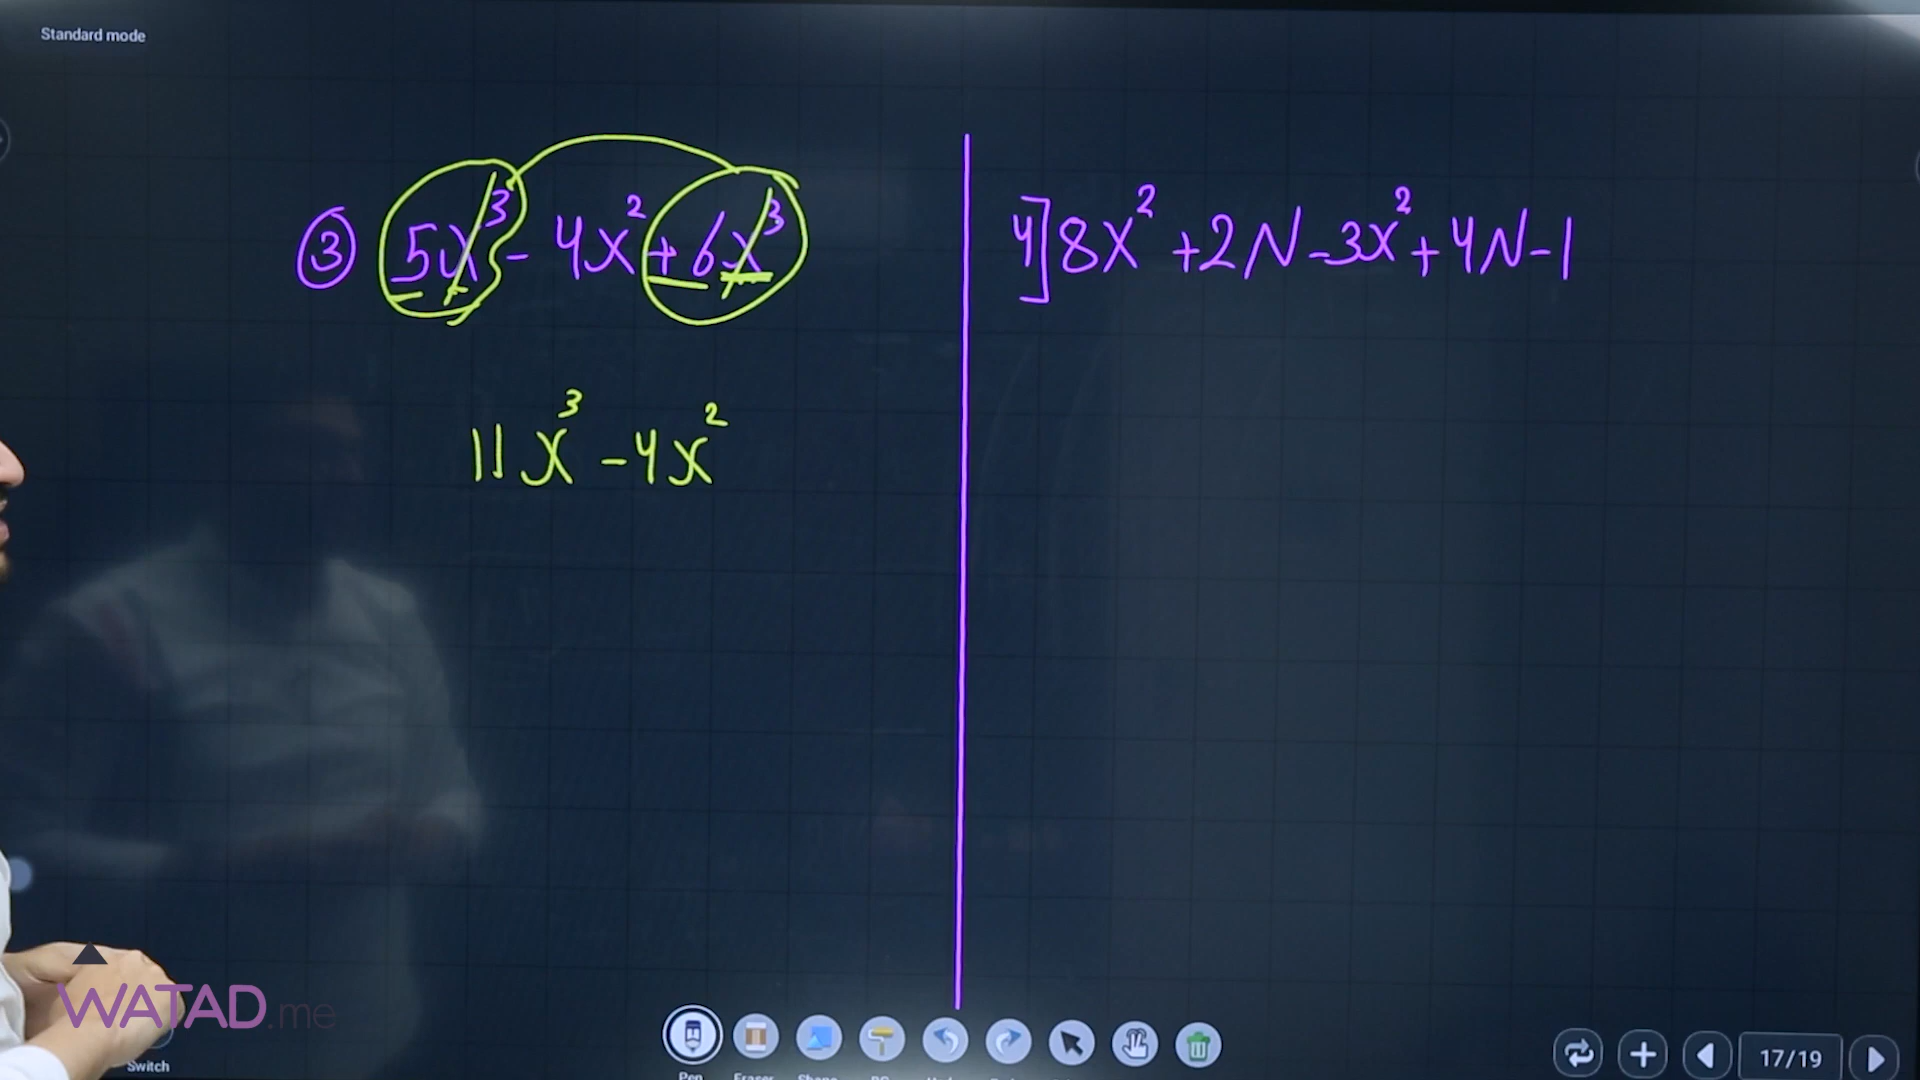 Standard mode
③ 5x³ - 4x² + 6x³
11x³ - 4x²
4] 8x² + 2N - 3x² + 4N - 1
WATAD.me
Switch
Pen
17/19